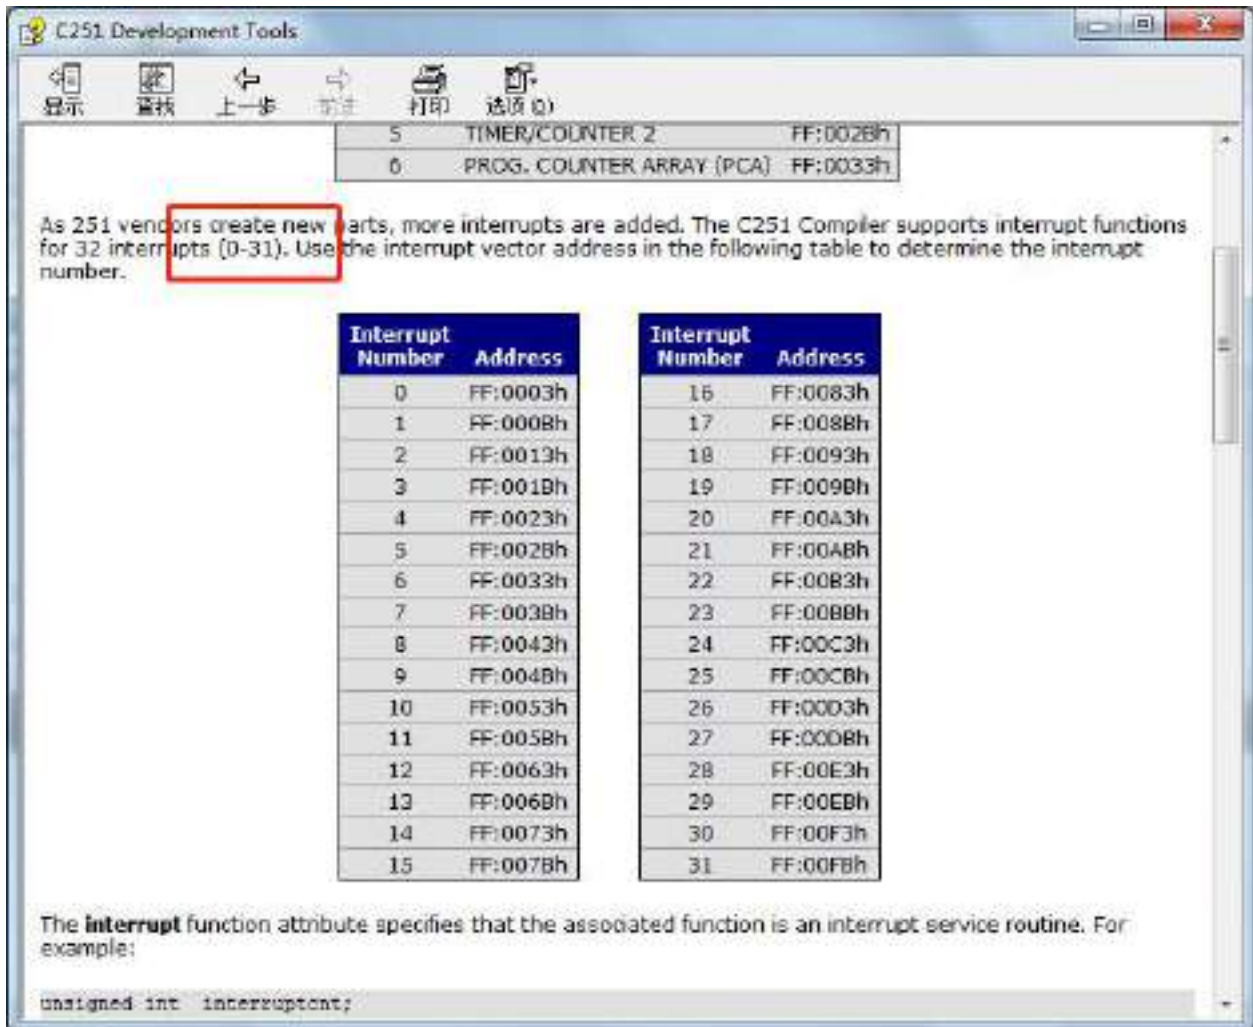 C251 Development Tools
显示 查找 上一步 前进 打印 选项(O)
5 TIMER/COUNTER 2 FF:002Bh
6 PROG. COUNTER ARRAY (PCA) FF:0033h
As 251 vendors create new parts, more interrupts are added. The C251 Compiler supports interrupt functions
for 32 interrupts (0-31). Use the interrupt vector address in the following table to determine the interrupt
number.
Interrupt Interrupt
Number Address Number Address
0 FF:0003h 16 FF:0083h
1 FF:000Bh 17 FF:008Bh
2 FF:0013h 18 FF:0093h
3 FF:001Bh 19 FF:009Bh
4 FF:0023h 20 FF:00A3h
5 FF:002Bh 21 FF:00ABh
6 FF:0033h 22 FF:00B3h
7 FF:003Bh 23 FF:00BBh
8 FF:0043h 24 FF:00C3h
9 FF:004Bh 25 FF:00CBh
10 FF:0053h 26 FF:00D3h
11 FF:005Bh 27 FF:00DBh
12 FF:0063h 28 FF:00E3h
13 FF:006Bh 29 FF:00EBh
14 FF:0073h 30 FF:00F3h
15 FF:007Bh 31 FF:00FBh
The interrupt function attribute specifies that the associated function is an interrupt service routine. For
example:
unsigned int interruptcnt;